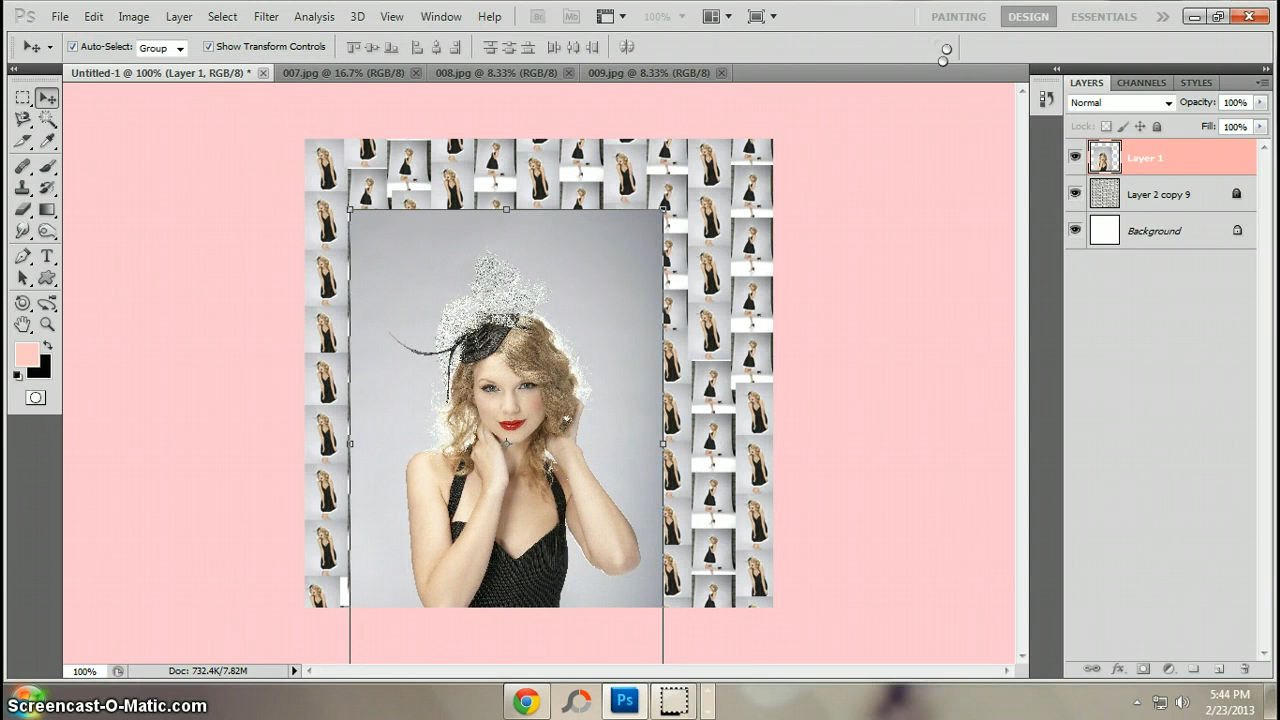 Ps File Edit Image Layer Select Filter Analysis 3D View Window Help Br Mb 100% PAINTING DESIGN ESSENTIALS
Auto-Select: Group Show Transform Controls
Untitled-1 @ 100% (Layer 1, RGB/8) * 007.jpg @ 16.7% (RGB/8) 008.jpg @ 8.33% (RGB/8) 009.jpg @ 8.33% (RGB/8)
LAYERS CHANNELS STYLES
Normal Opacity: 100%
Lock: Fill: 100%
Layer 1
Layer 2 copy 9
Background
100% Doc: 732.4K/7.82M
Ps
5:44 PM
2/23/2013
Screencast-O-Matic.com